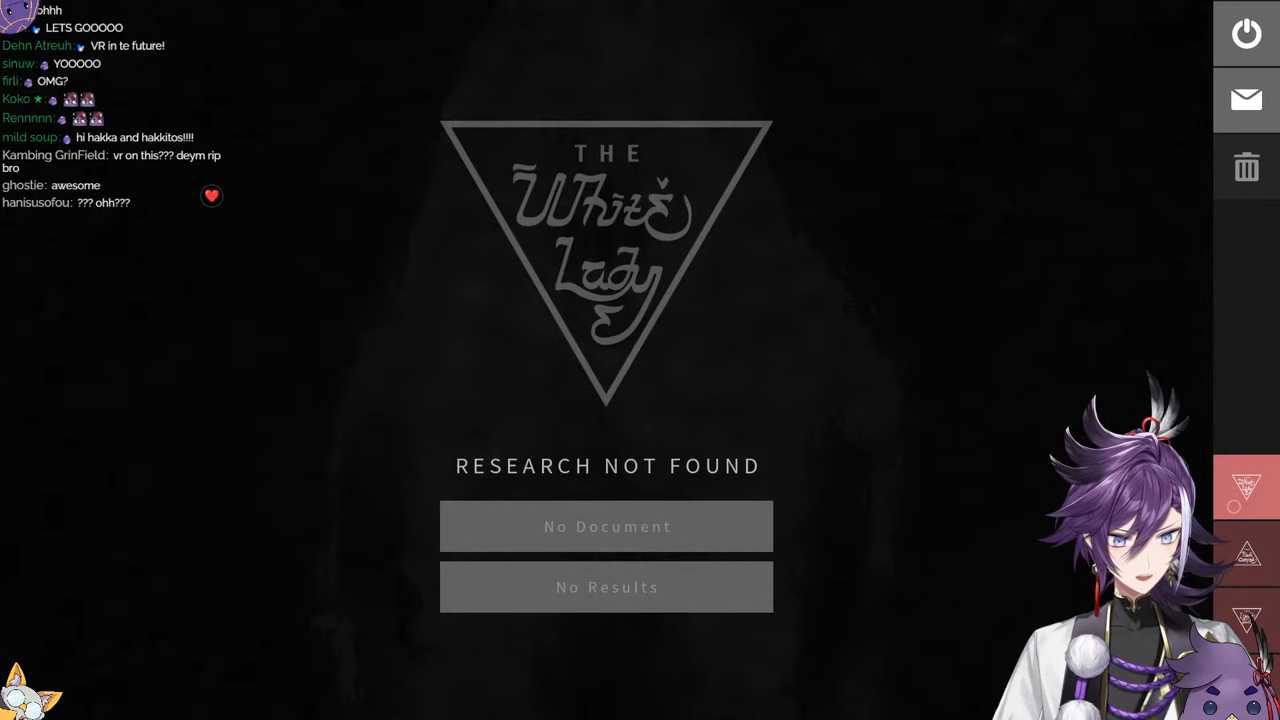 ohhh
LETS GOOOOO
Dehn Atreuh: VR in te future!
sinuw: YOOOOO
firli: OMG?
Koko ★:
Rennnnn:
mild soup: hi hakka and hakkitos!!!!
Kambing GrinField: vr on this??? deym rip
bro
ghostie: awesome
hanisusofou: ??? ohh???
THE
White
Lady
RESEARCH NOT FOUND
No Document
No Results